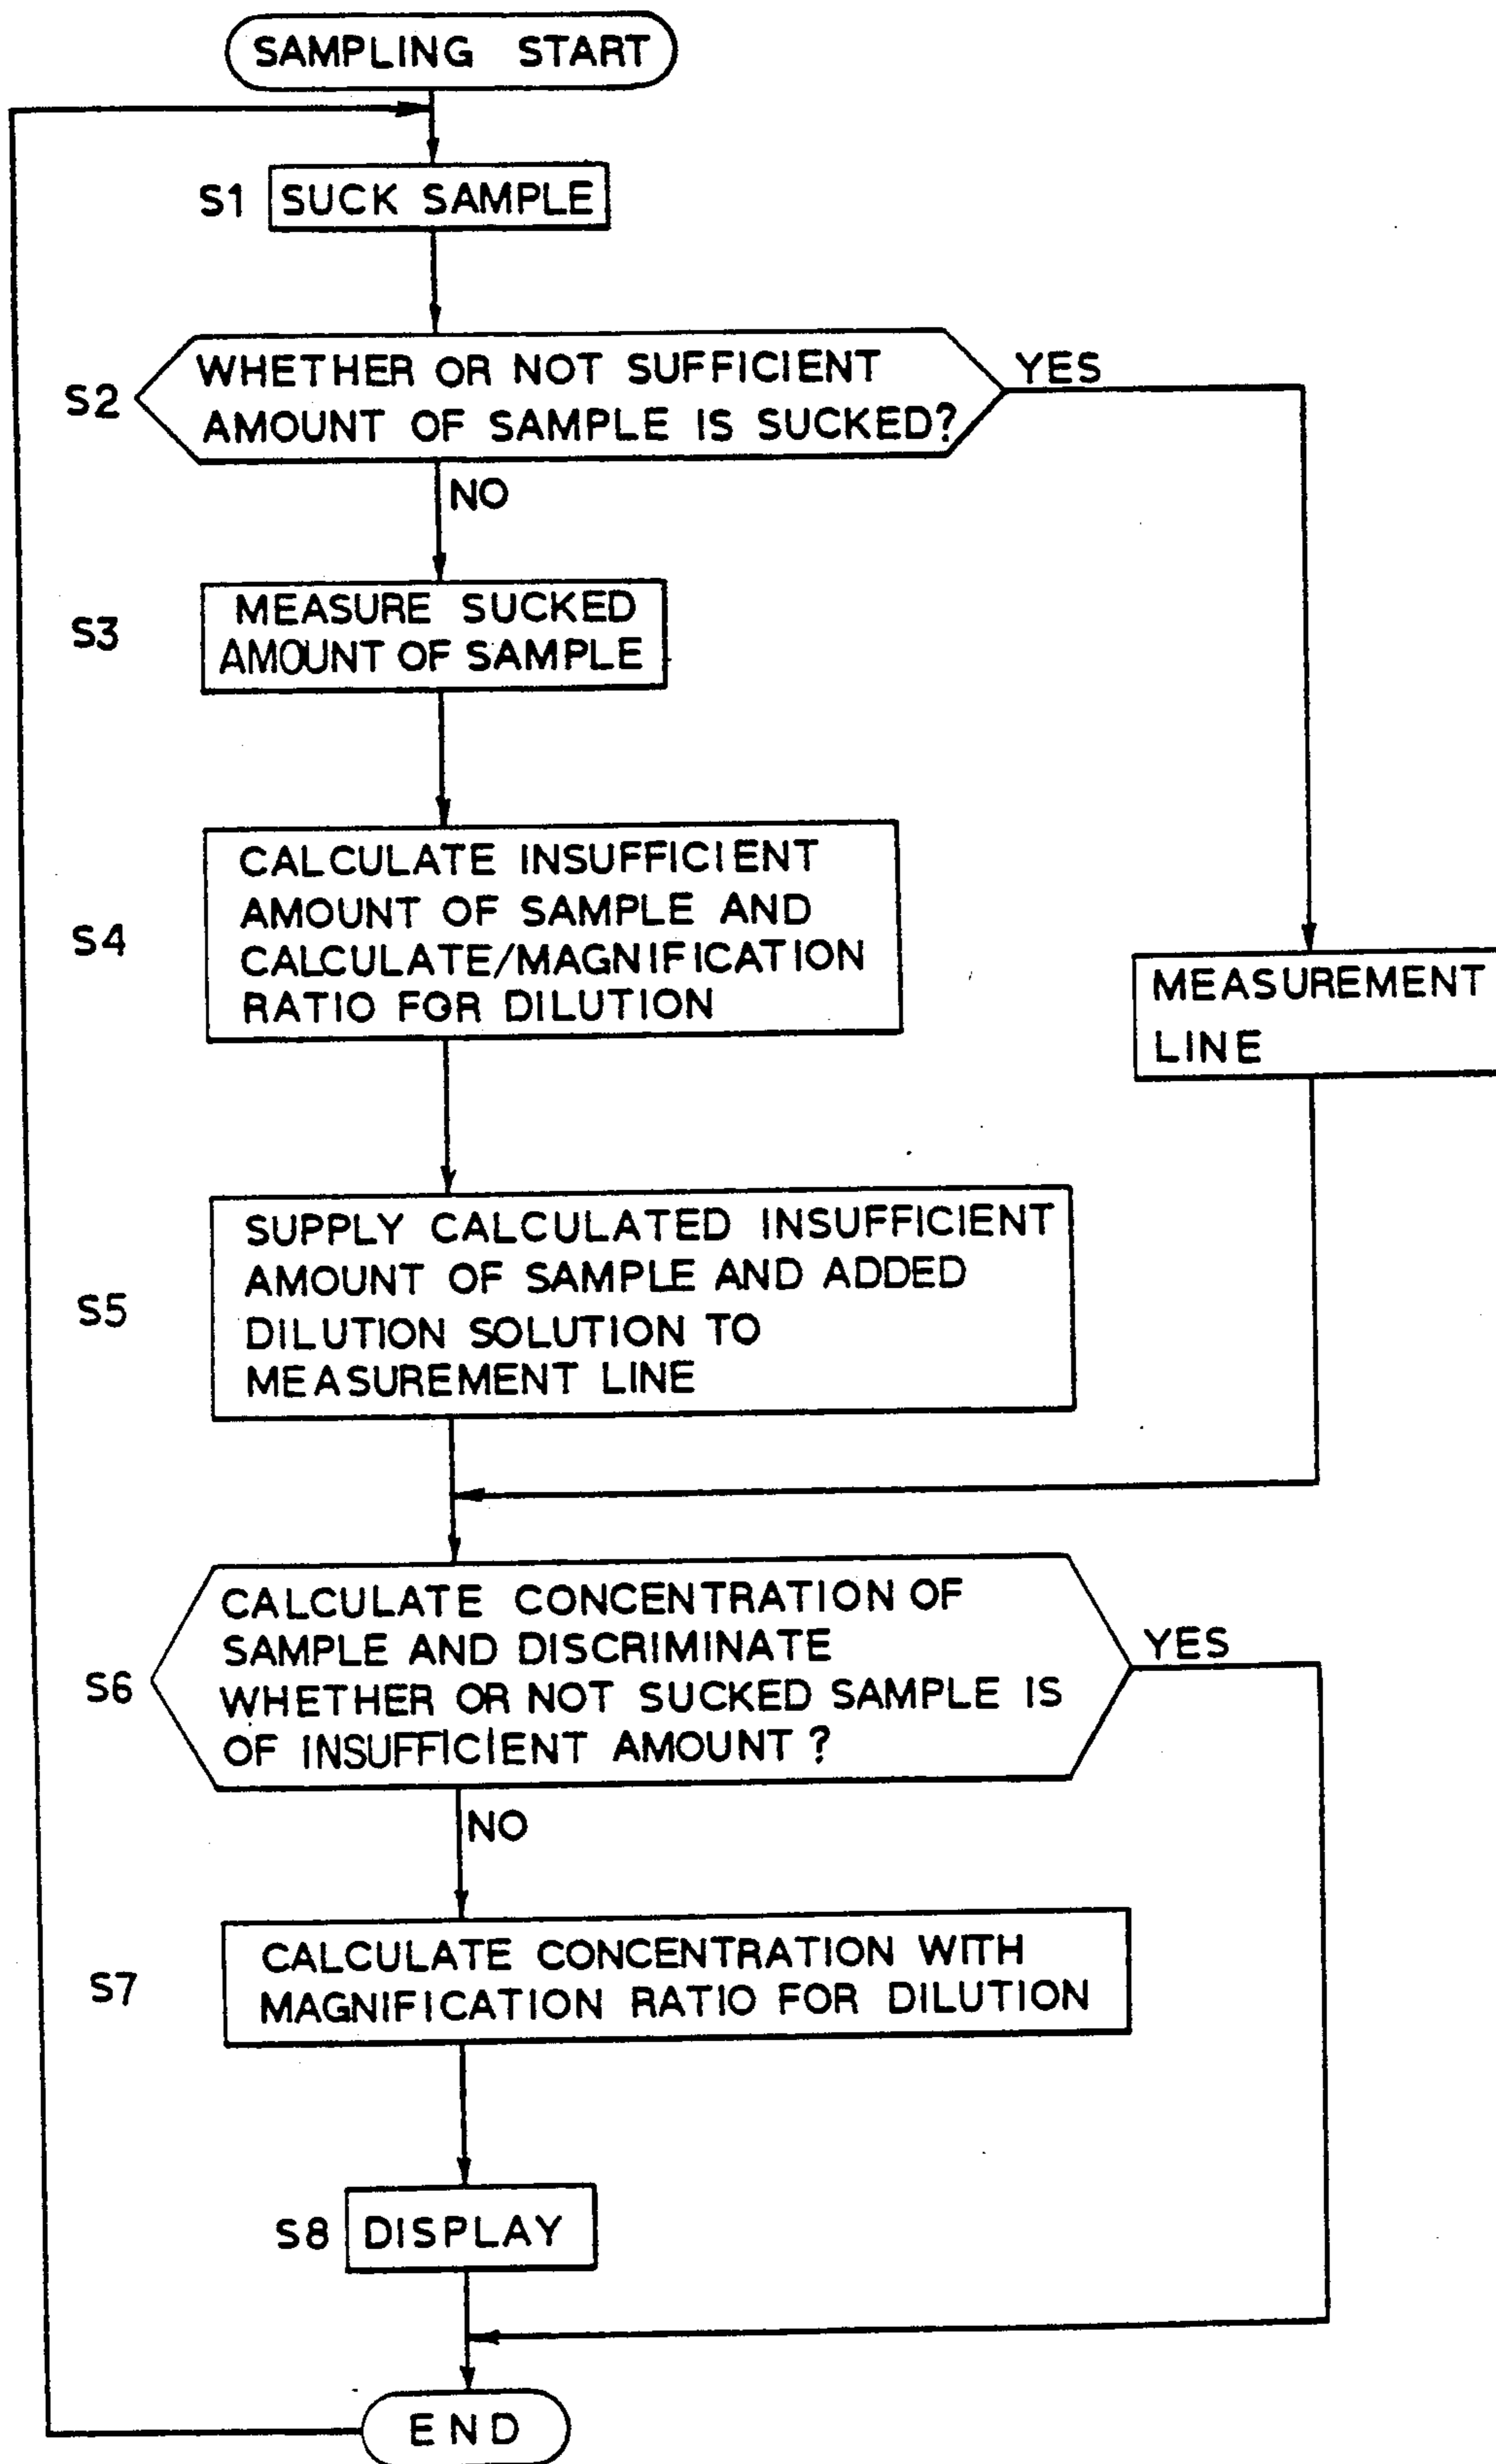 SAMPLING START
S1 SUCK SAMPLE
S2 WHETHER OR NOT SUFFICIENT
AMOUNT OF SAMPLE IS SUCKED?
YES
NO
S3 MEASURE SUCKED
AMOUNT OF SAMPLE
S4 CALCULATE INSUFFICIENT
AMOUNT OF SAMPLE AND
CALCULATE/MAGNIFICATION
RATIO FOR DILUTION
MEASUREMENT
LINE
S5 SUPPLY CALCULATED INSUFFICIENT
AMOUNT OF SAMPLE AND ADDED
DILUTION SOLUTION TO
MEASUREMENT LINE
S6 CALCULATE CONCENTRATION OF
SAMPLE AND DISCRIMINATE
WHETHER OR NOT SUCKED SAMPLE IS
OF INSUFFICIENT AMOUNT?
YES
NO
S7 CALCULATE CONCENTRATION WITH
MAGNIFICATION RATIO FOR DILUTION
S8 DISPLAY
END